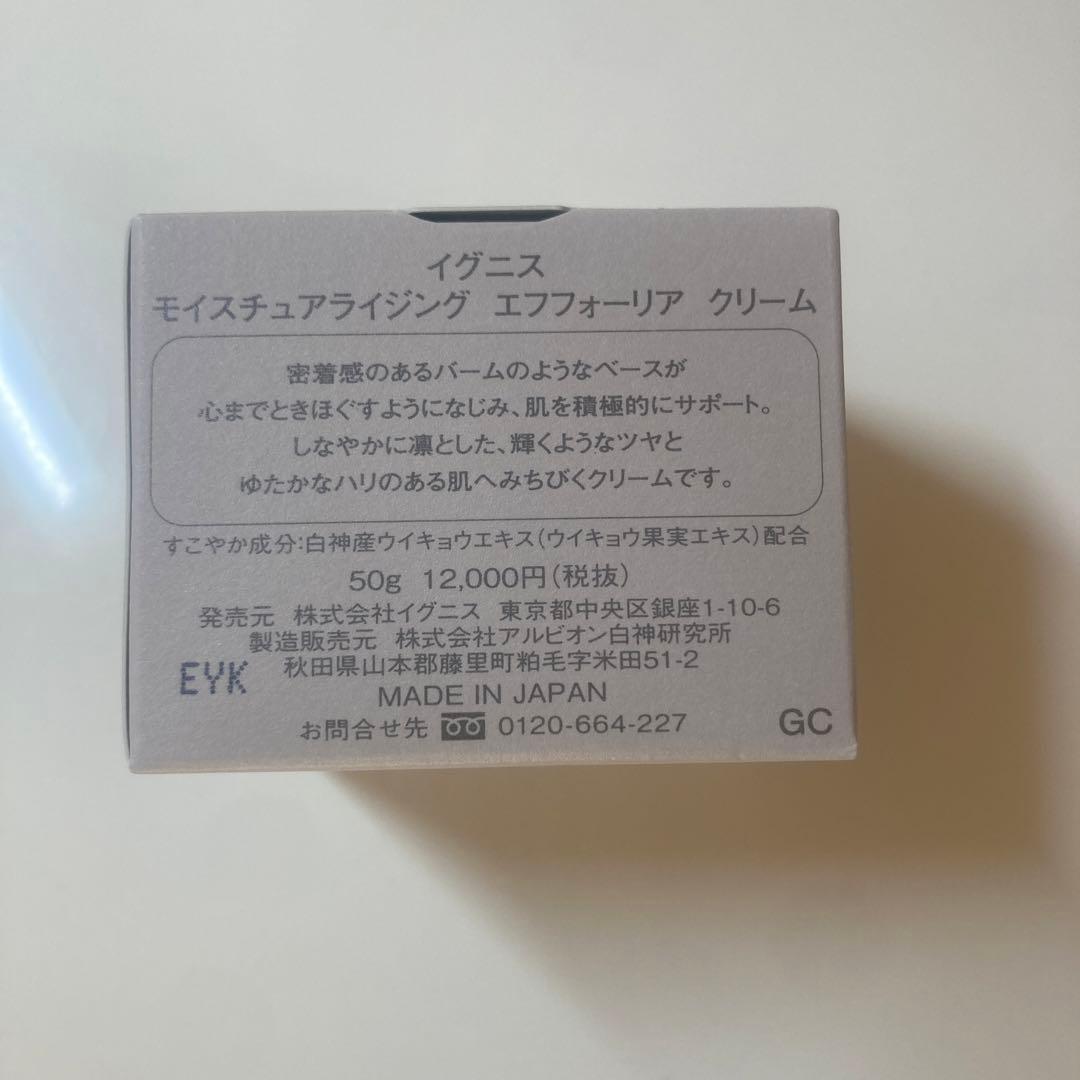 イグニス
モイスチュアライジング エフフォーリア クリーム
密着感のあるバームのようなベースが
心までときほぐすようになじみ、肌を積極的にサポート。
しなやかに凛とした、輝くようなツヤと
ゆたかなハリのある肌へみちびくクリームです。
すこやか成分:白神産ウイキョウエキス(ウイキョウ果実エキス)配合
50g 12,000円(税抜)
発売元 株式会社イグニス 東京都中央区銀座1-10-6
製造販売元 株式会社アルビオン白神研究所
秋田県山本郡藤里町粕毛字米田51-2
EYK
MADE IN JAPAN
お問合せ先 0120-664-227
GC